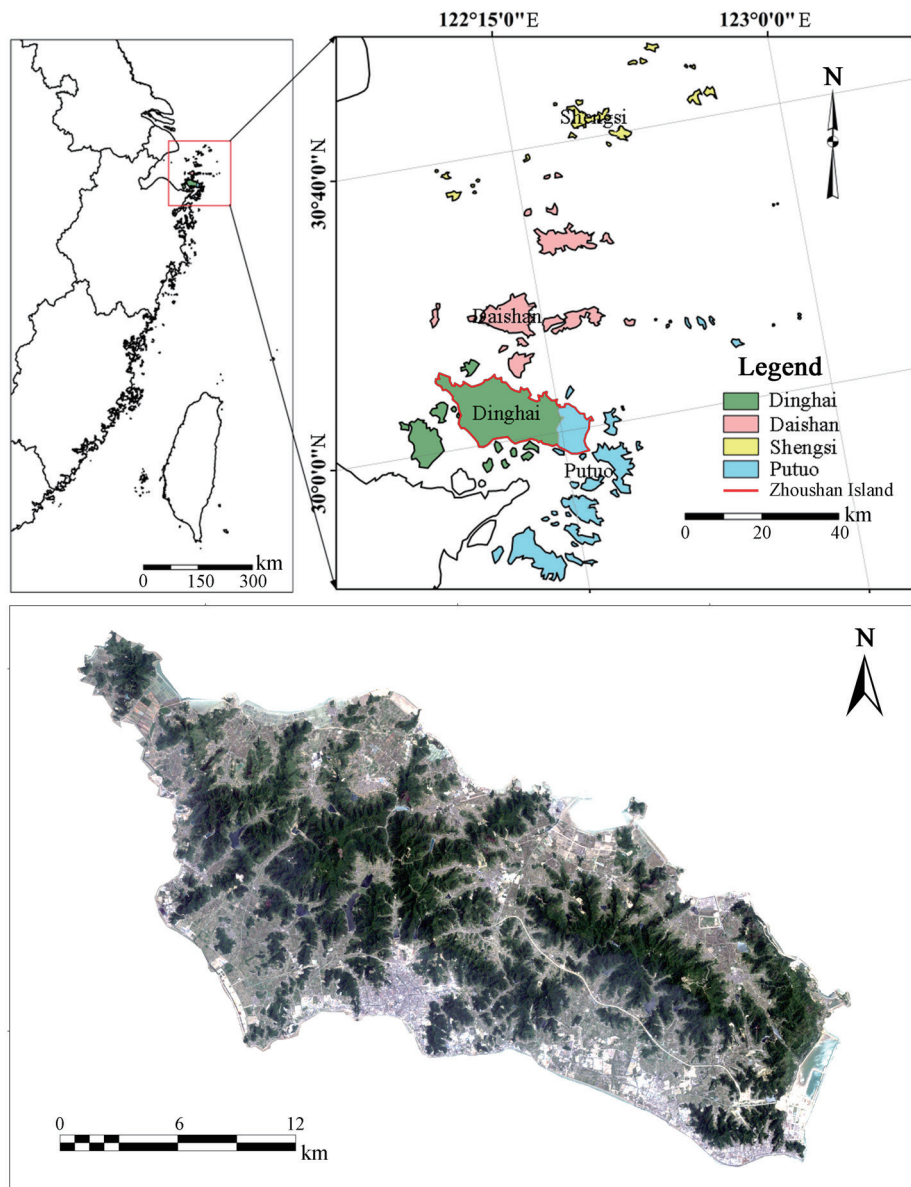 122°15'0"E
123°0'0"E
N
30°40'0"N
30°0'0"N
Shengsi
Daishan
Dinghai
Putuo
Legend
Dinghai
Daishan
Shengsi
Putuo
Zhoushan Island
km
0 20 40
km
0 150 300
N
0 6 12
km